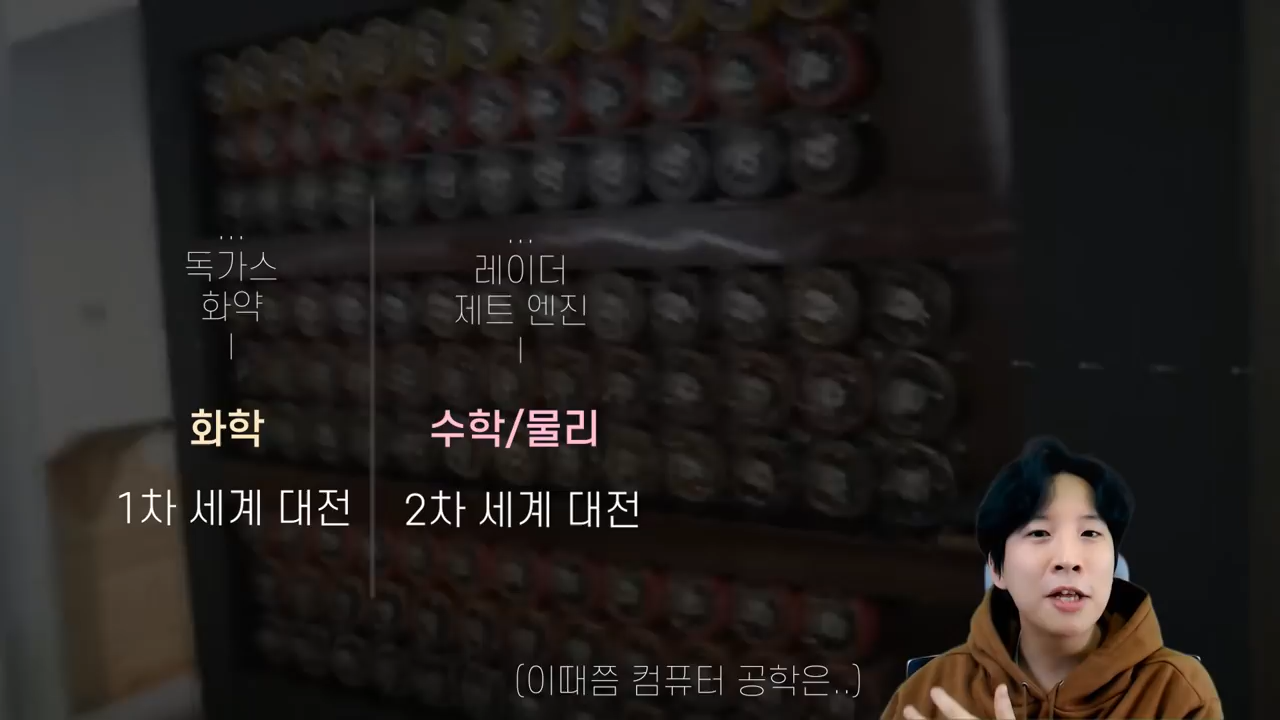 ...
독가스
화약
화학
1차 세계 대전
...
레이더
제트 엔진
수학/물리
2차 세계 대전
(이때쯤 컴퓨터 공학은..)